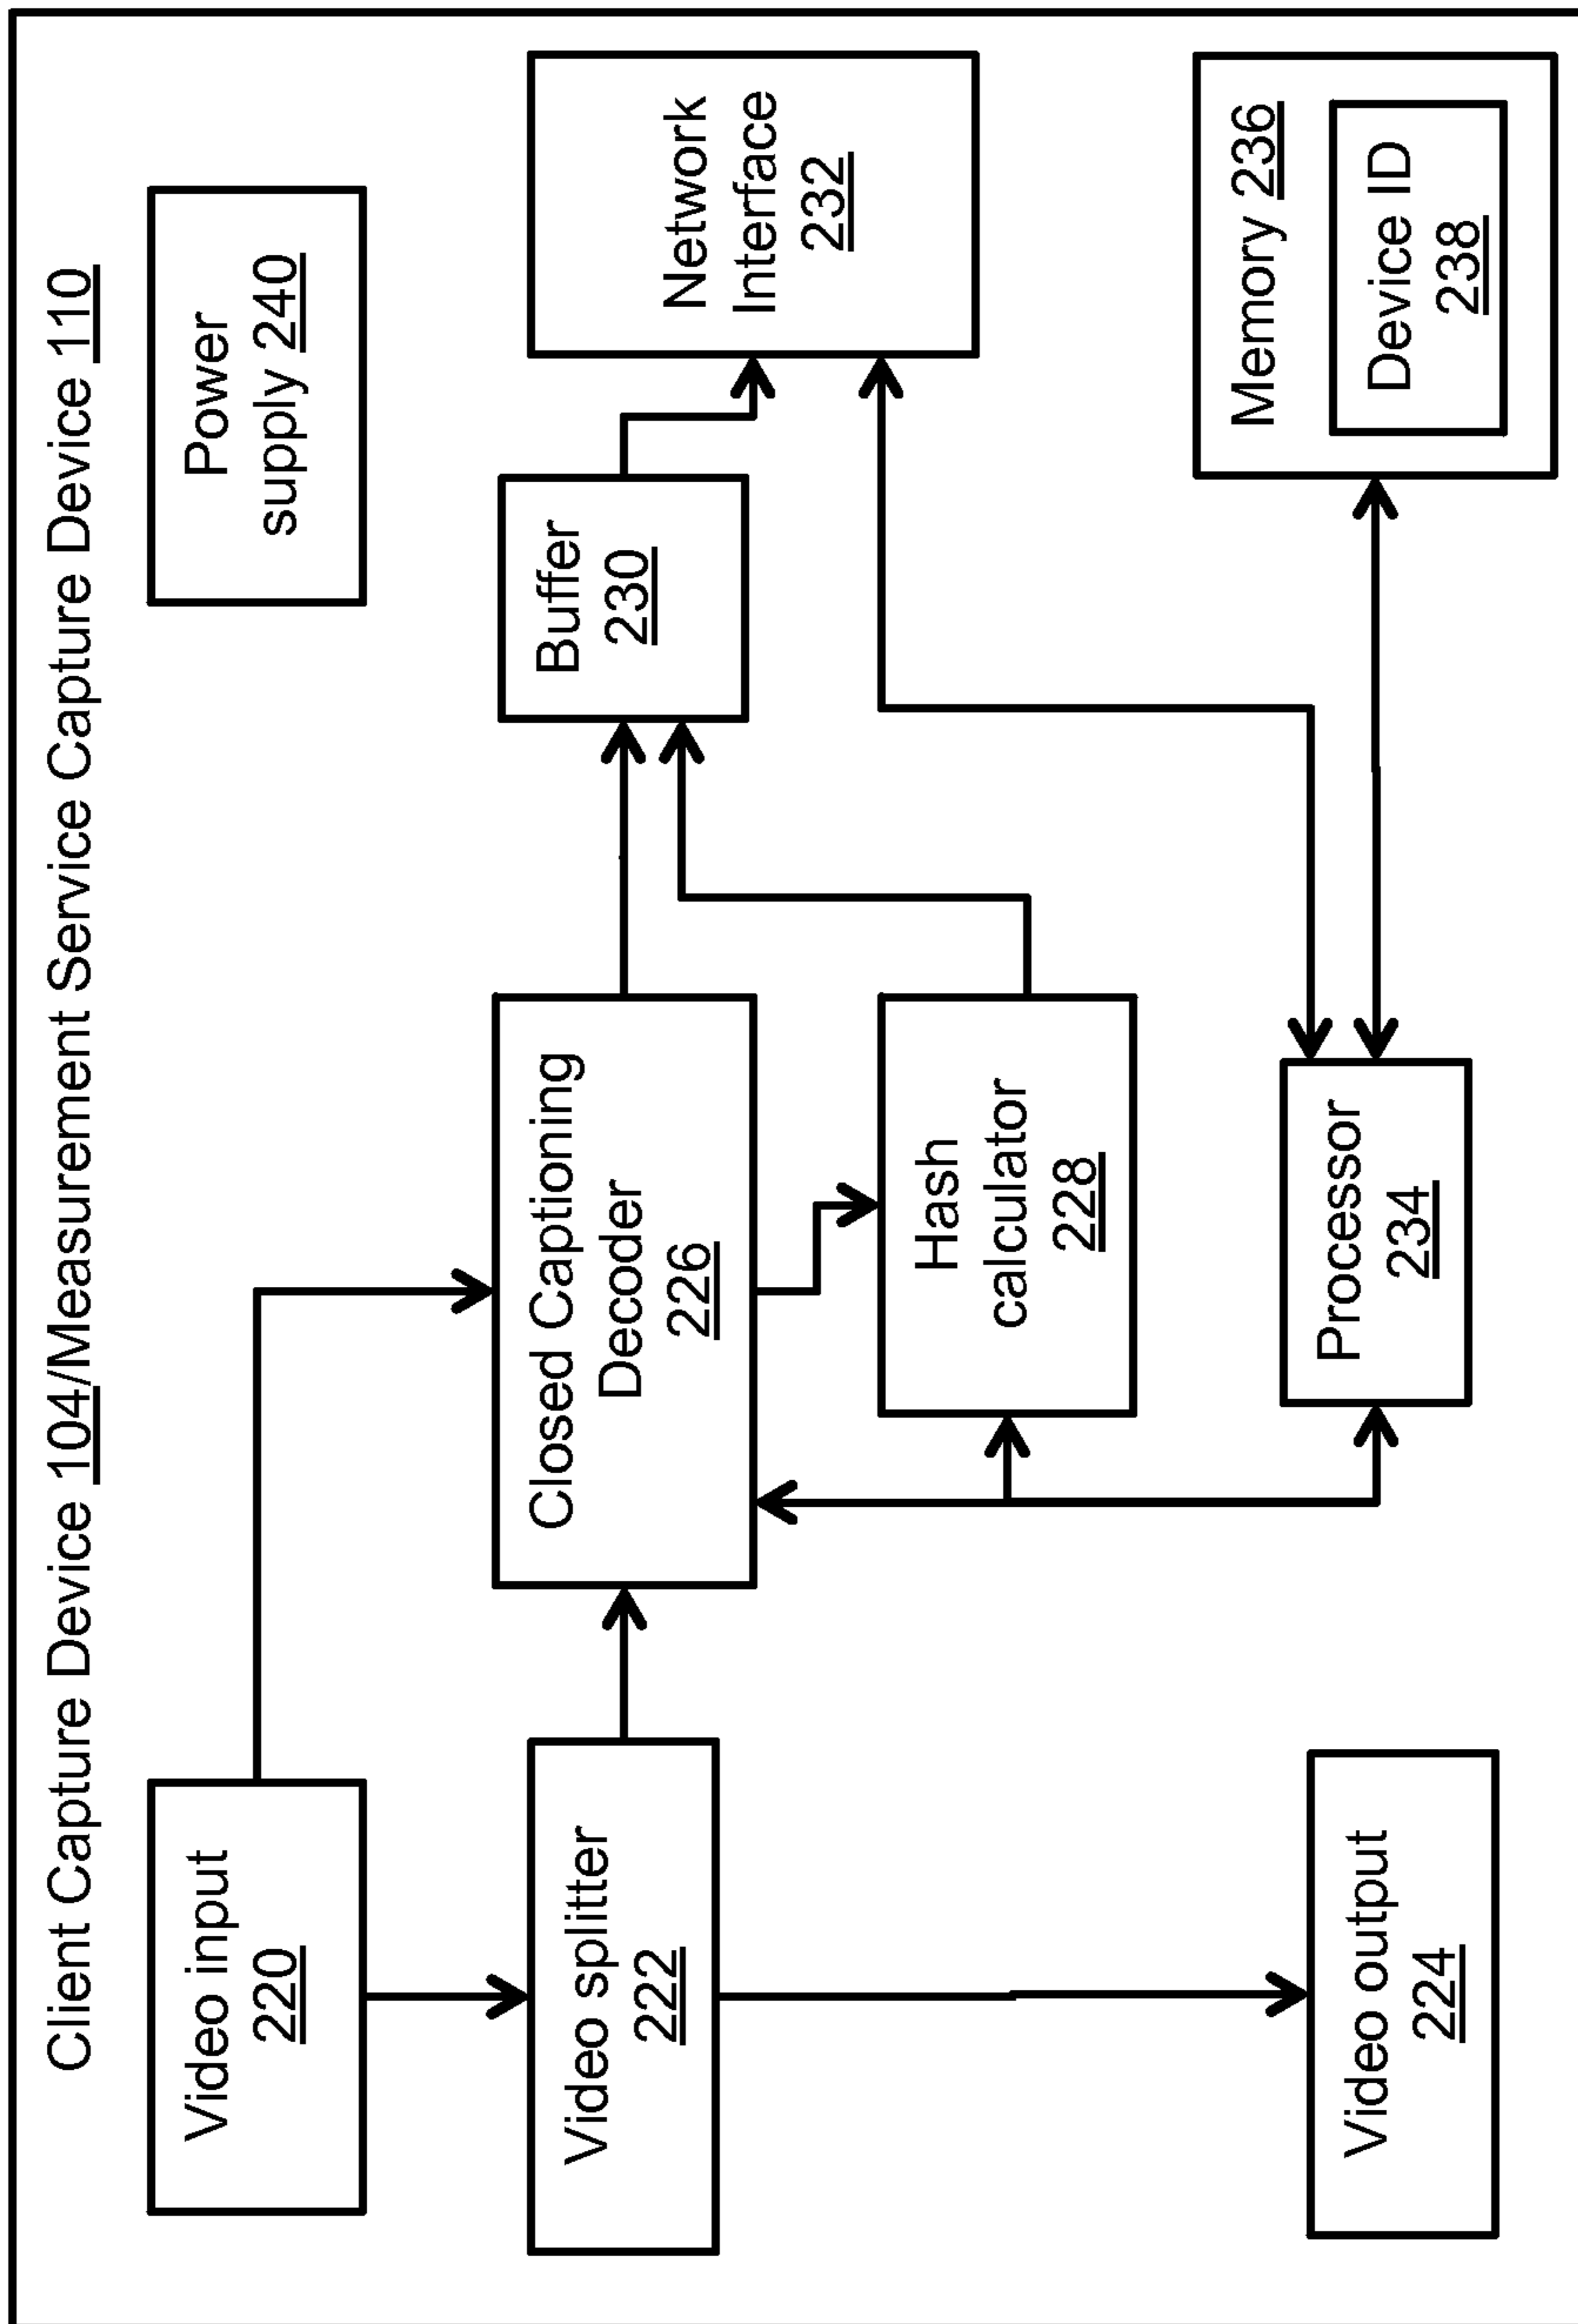 Client Capture Device 104/Measurement Service Capture Device 110
Video input
220
Power
supply 240
Video splitter
222
Closed Captioning
Decoder
226
Buffer
230
Network
Interface
232
Hash
calculator
228
Video output
224
Processor
234
Memory 236
Device ID
238